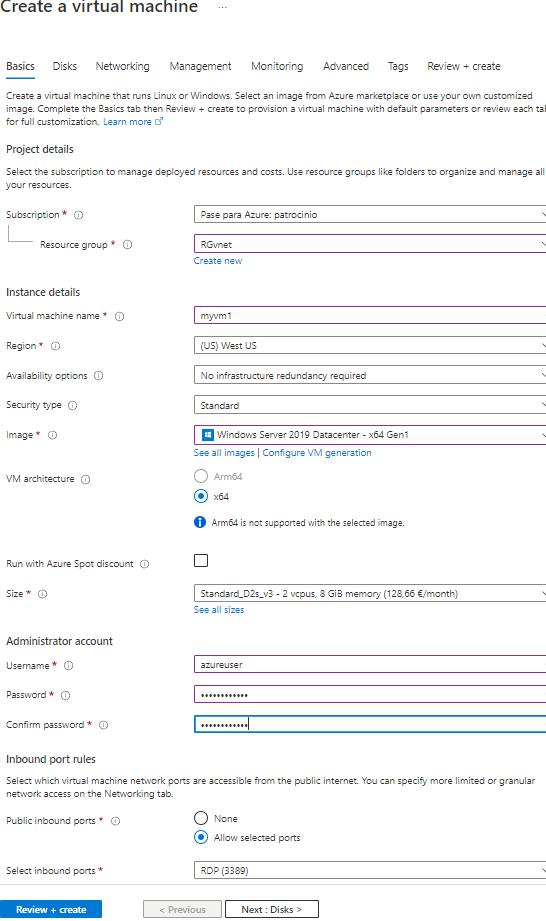 Create a virtual machine ...
Basics Disks Networking Management Monitoring Advanced Tags Review + create
Create a virtual machine that runs Linux or Windows. Select an image from Azure marketplace or use your own customized
image. Complete the Basics tab then Review + create to provision a virtual machine with default parameters or review each tab
for full customization. Learn more
Project details
Select the subscription to manage deployed resources and costs. Use resource groups like folders to organize and manage all
your resources.
Subscription * Pase para Azure: patrocinio
Resource group * RGvnet
Create new
Instance details
Virtual machine name * myvm1
Region * (US) West US
Availability options No infrastructure redundancy required
Security type Standard
Image * Windows Server 2019 Datacenter - x64 Gen1
See all images | Configure VM generation
VM architecture Arm64
x64
Arm64 is not supported with the selected image.
Run with Azure Spot discount
Size * Standard_D2s_v3 - 2 vcpus, 8 GiB memory (128,66 €/month)
See all sizes
Administrator account
Username * azureuser
Password * ••••••••••••
Confirm password * ••••••••••••
Inbound port rules
Select which virtual machine network ports are accessible from the public internet. You can specify more limited or granular
network access on the Networking tab.
Public inbound ports * None
Allow selected ports
Select inbound ports * RDP (3389)
Review + create < Previous Next : Disks >